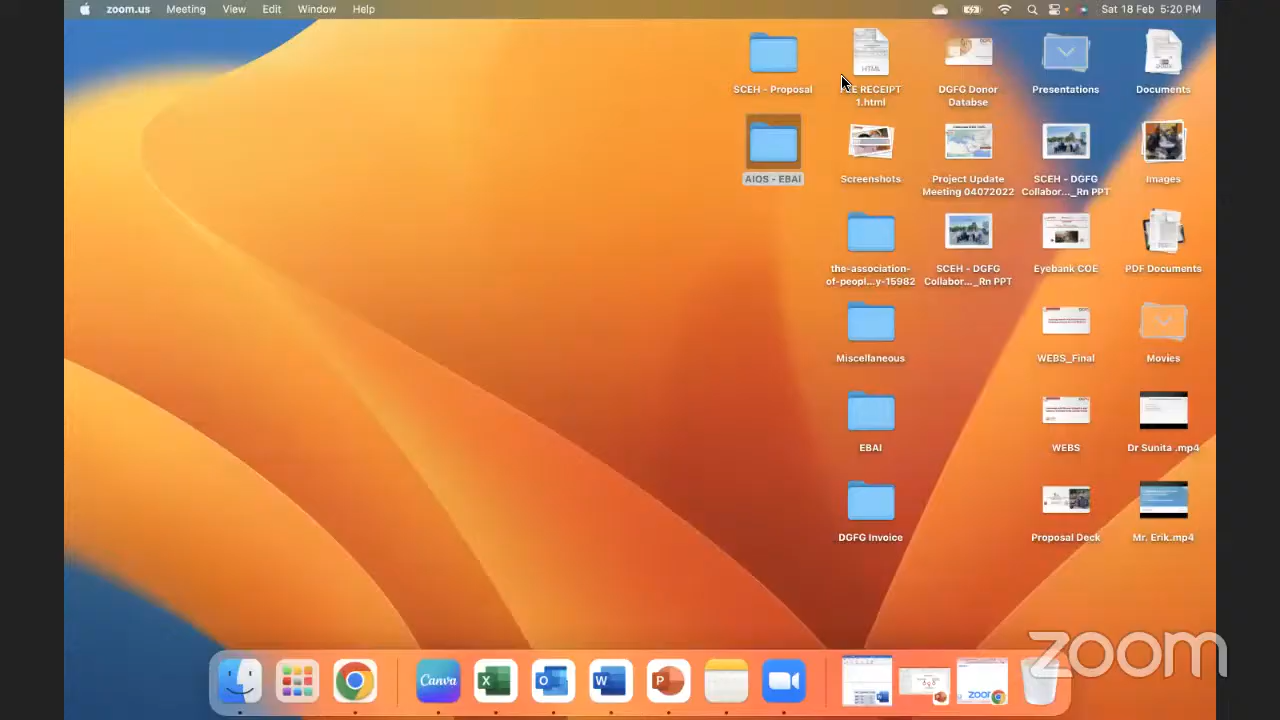 zoom.us Meeting View Edit Window Help
Sat 18 Feb 5:20 PM
SCEH - Proposal
RECEIPT
1.html
DGFG Donor
Databse
Presentations
Documents
AIOS - EBAI
Screenshots
Project Update
Meeting 04072022
SCEH - DGFG
Collabor..._Rn PPT
Images
the-association-
of-peopl...y-15982
SCEH - DGFG
Collabor..._Rn PPT
Eyebank COE
PDF Documents
Miscellaneous
WEBS_Final
Movies
EBAI
WEBS
Dr Sunita .mp4
DGFG Invoice
Proposal Deck
Mr. Erik.mp4
HTML
Canva
zoom